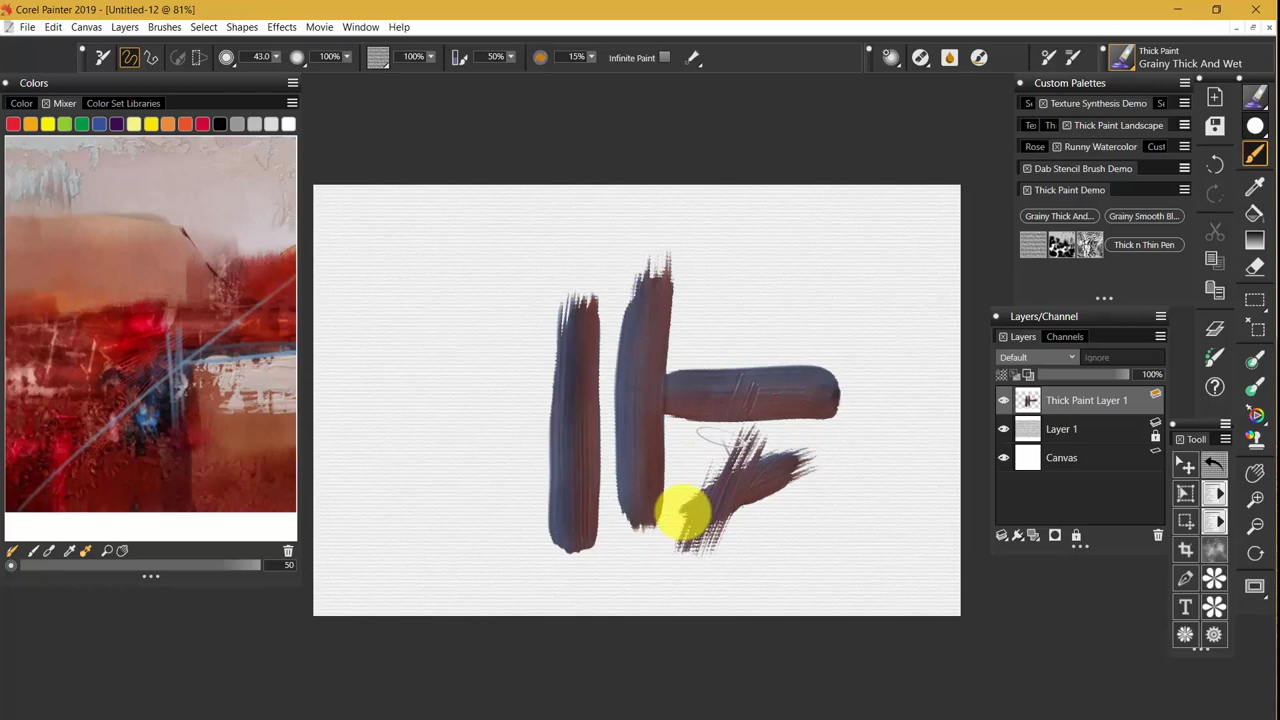 Corel Painter 2019 - [Untitled-12 @ 81%]
File Edit Canvas Layers Brushes Select Shapes Effects Movie Window Help
43.0 100% 100% 50% 15% Infinite Paint
Thick Paint
Grainy Thick And Wet
Colors
Color Mixer Color Set Libraries
50
Custom Palettes
Texture Synthesis Demo
Th Thick Paint Landscape
Rose Runny Watercolor Cust
Dab Stencil Brush Demo
Thick Paint Demo
Grainy Thick And... Grainy Smooth Bl...
Thick n Thin Pen
Layers/Channel
Layers Channels
Default Ignore
100%
Thick Paint Layer 1
Layer 1
Canvas
Tooll
T